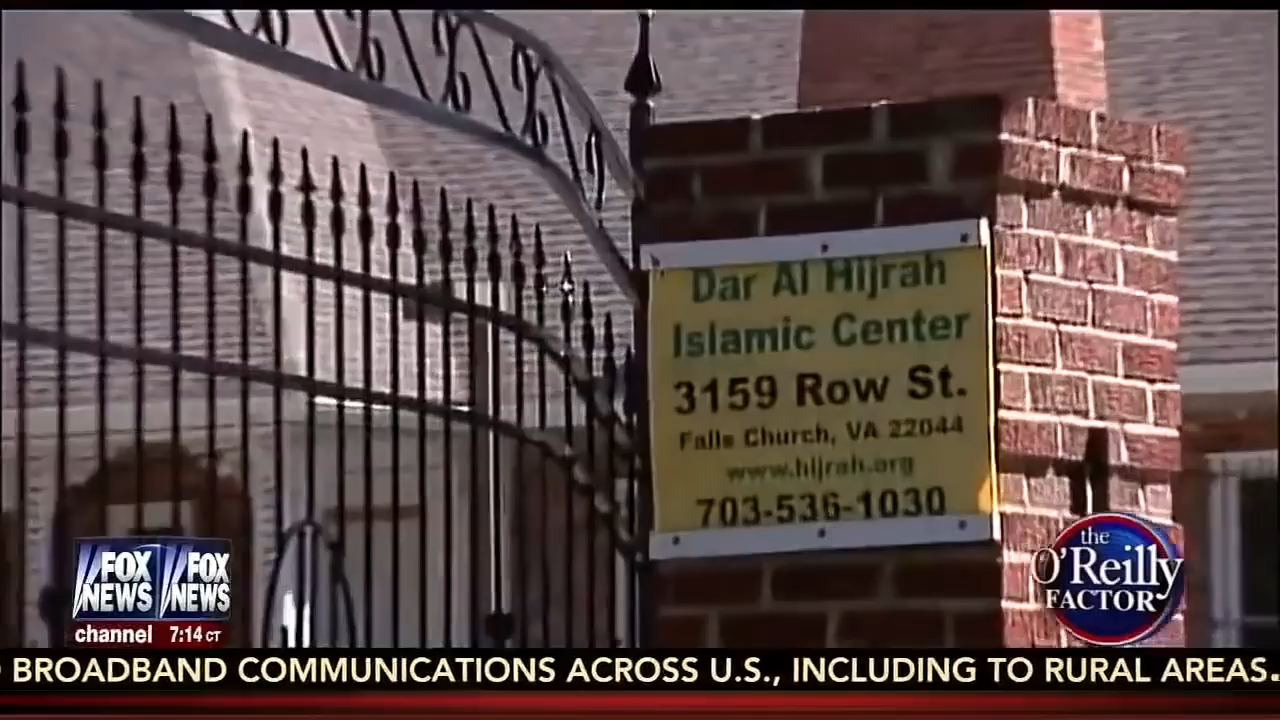 Dar Al Hijrah
Islamic Center
3159 Row St.
Falls Church, VA 22044
www.hijrah.org
703-536-1030
FOX NEWS
FOX NEWS
channel 7:14 CT
the
O'Reilly
FACTOR
BROADBAND COMMUNICATIONS ACROSS U.S., INCLUDING TO RURAL AREAS.